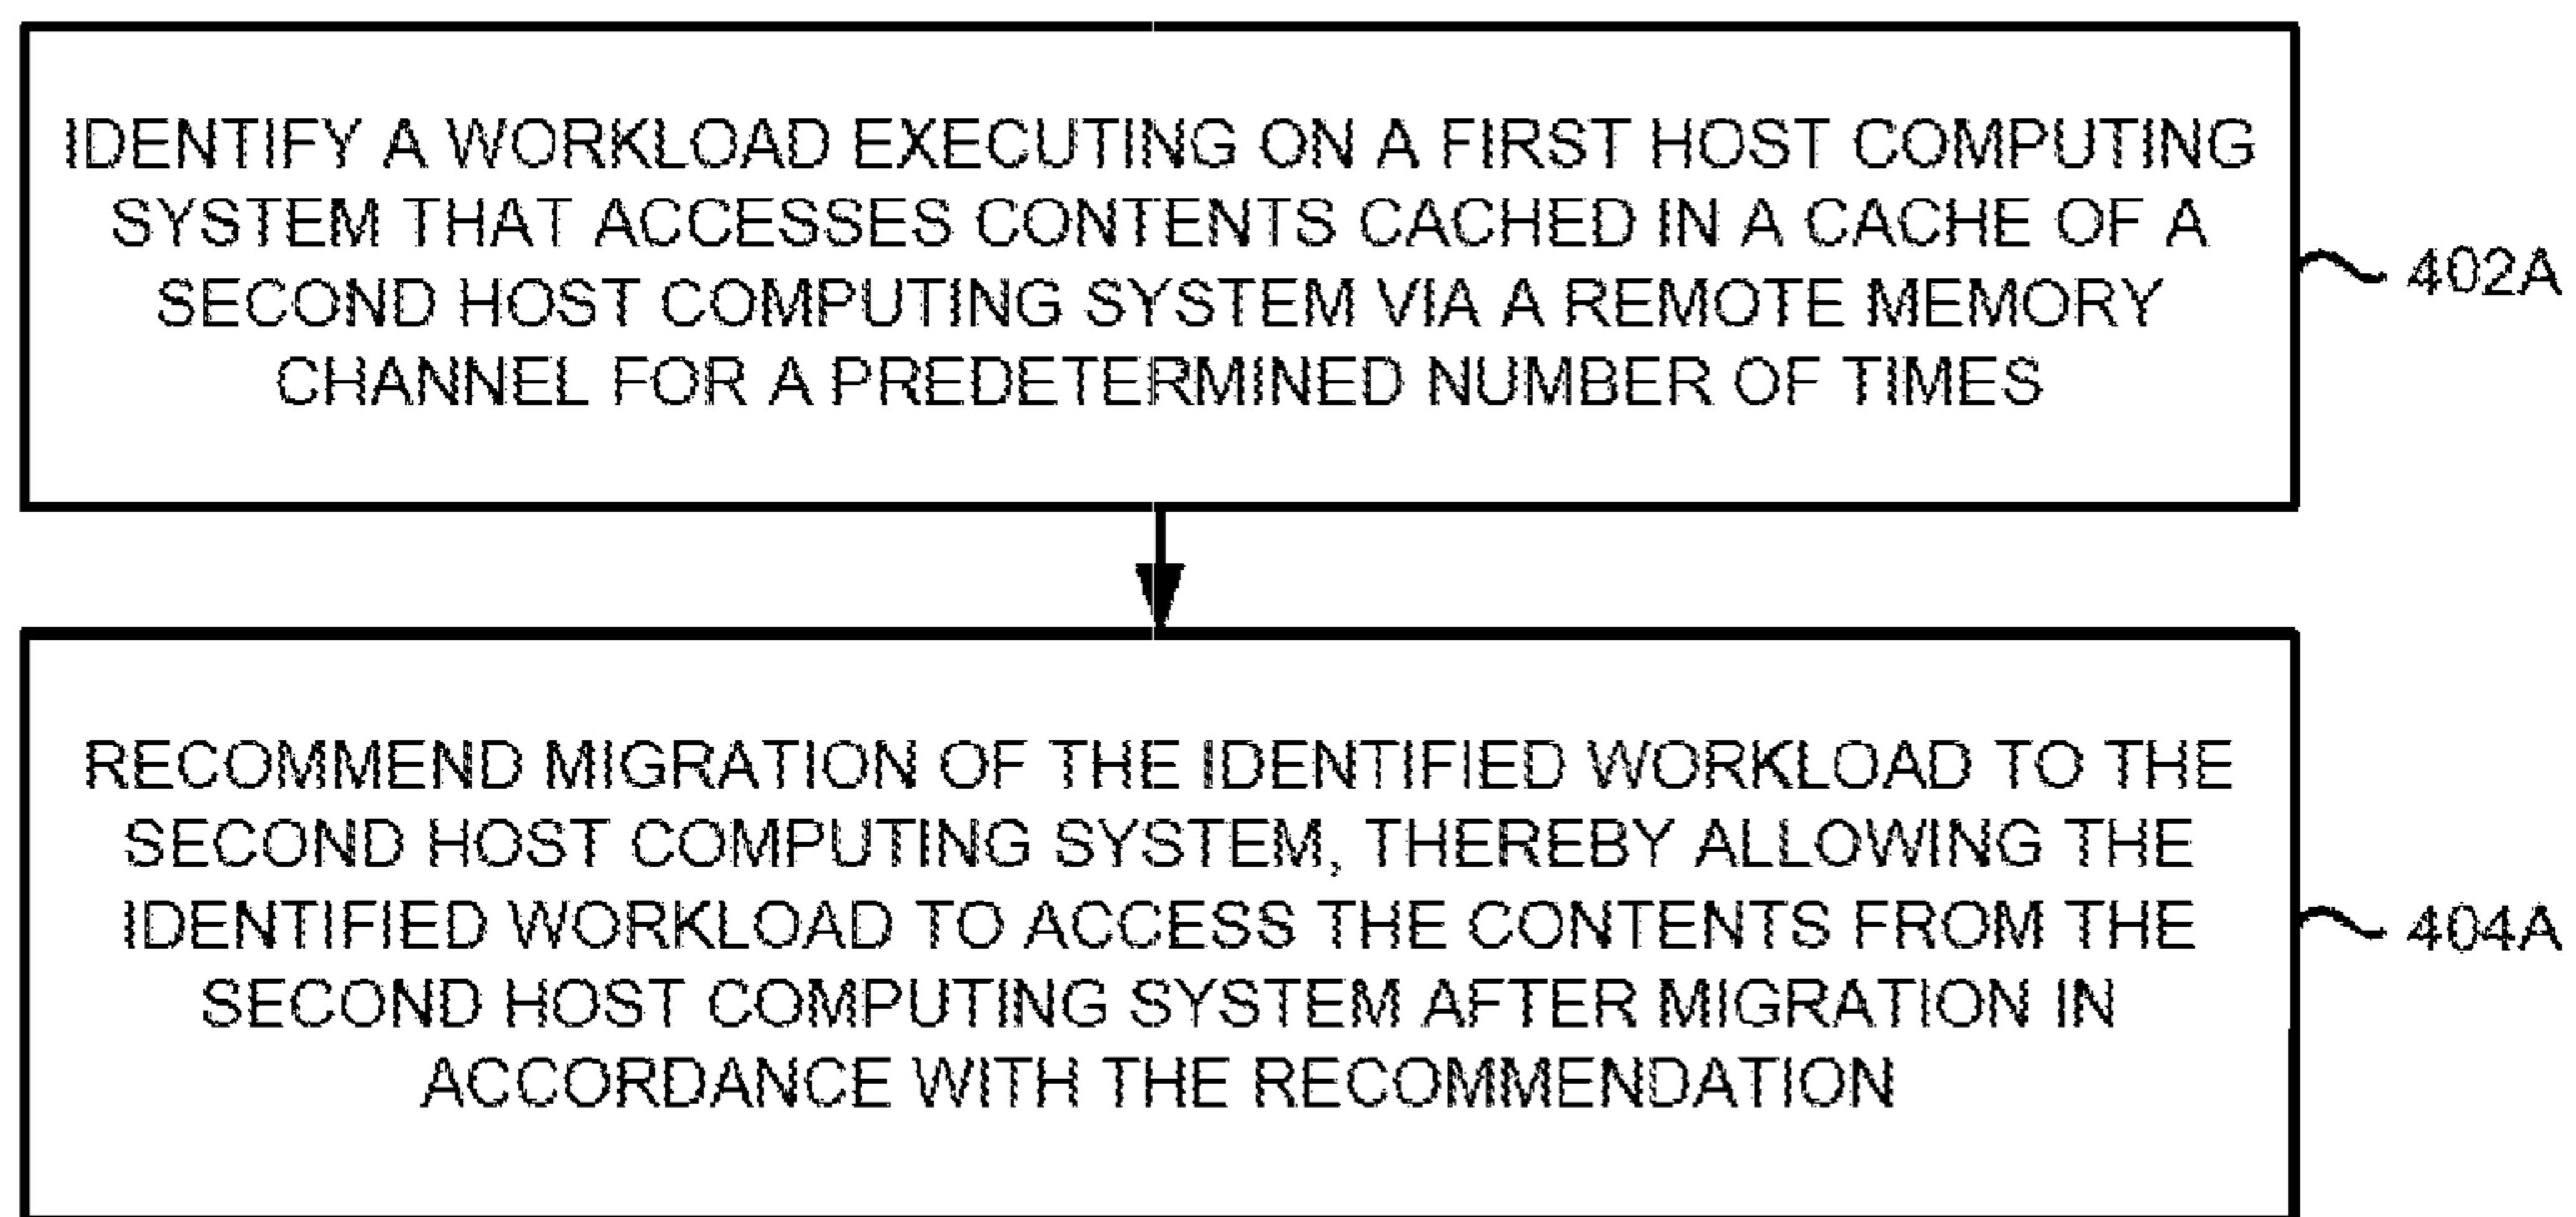 IDENTIFY A WORKLOAD EXECUTING ON A FIRST HOST COMPUTING
SYSTEM THAT ACCESSES CONTENTS CACHED IN A CACHE OF A
SECOND HOST COMPUTING SYSTEM VIA A REMOTE MEMORY
CHANNEL FOR A PREDETERMINED NUMBER OF TIMES
402A
RECOMMEND MIGRATION OF THE IDENTIFIED WORKLOAD TO THE
SECOND HOST COMPUTING SYSTEM, THEREBY ALLOWING THE
IDENTIFIED WORKLOAD TO ACCESS THE CONTENTS FROM THE
SECOND HOST COMPUTING SYSTEM AFTER MIGRATION IN
ACCORDANCE WITH THE RECOMMENDATION
404A